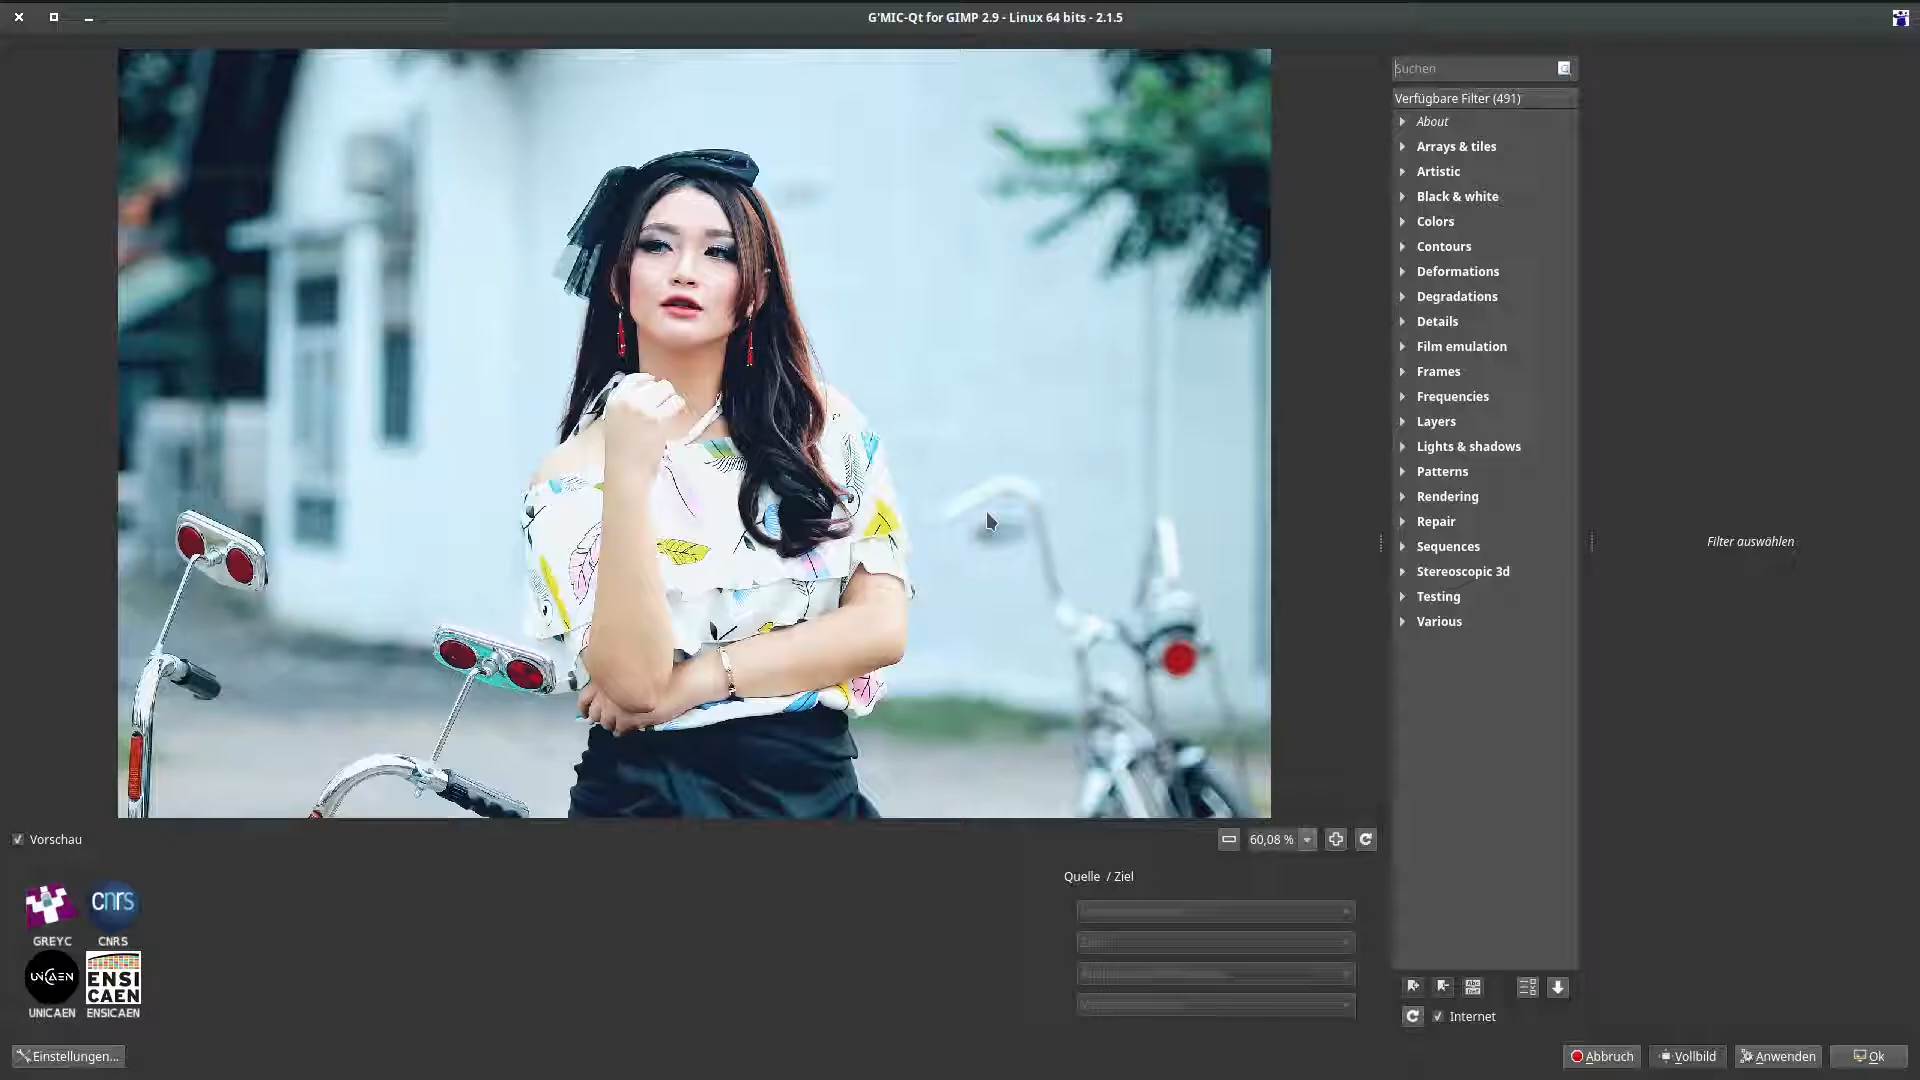 G'MIC-Qt for GIMP 2.9 - Linux 64 bits - 2.1.5
Suchen
Verfügbare Filter (491)
About
Arrays & tiles
Artistic
Black & white
Colors
Contours
Deformations
Degradations
Details
Film emulation
Frames
Frequencies
Layers
Lights & shadows
Patterns
Rendering
Repair
Sequences
Stereoscopic 3d
Testing
Various
Filter auswählen
Vorschau
60,08 %
Quelle / Ziel
cnrs
GREYC
CNRS
UNICAEN
ENSI
CAEN
UNICAEN
ENSICAEN
Internet
Einstellungen...
Abbruch
Vollbild
Anwenden
Ok